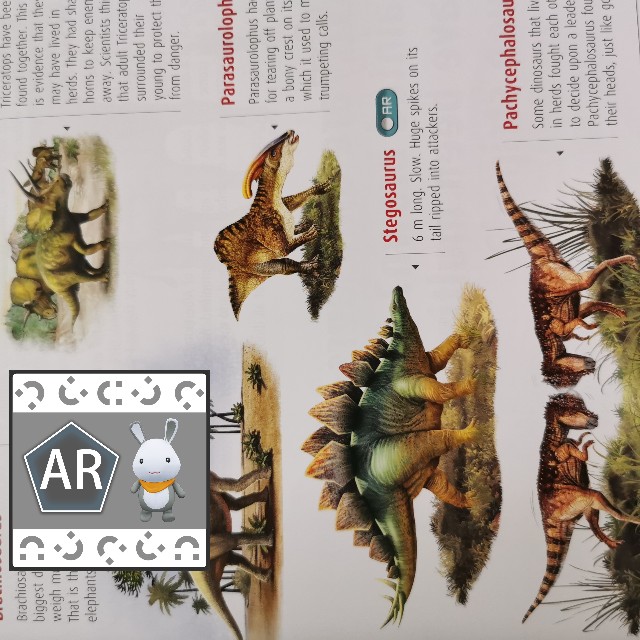 Triceratops have been
found together. This
is evidence that they
may have lived in
herds. They had sha
horns to keep enem
away. Scientists thin
that adult Triceratop
surrounded their
young to protect th
from danger.
Parasauroloph
Parasaurolophus ha
for tearing off plan
a bony crest on its
which it used to m
trumpeting calls.
Stegosaurus
AR
6 m long. Slow. Huge spikes on its
tail ripped into attackers.
Pachycephalosau
Some dinosaurs that liv
in herds fought each ot
to decide upon a leade
Pachycephalosaurus fou
their heads, just like go
AR
Brachiosa
biggest d
weigh mo
That is th
elephants